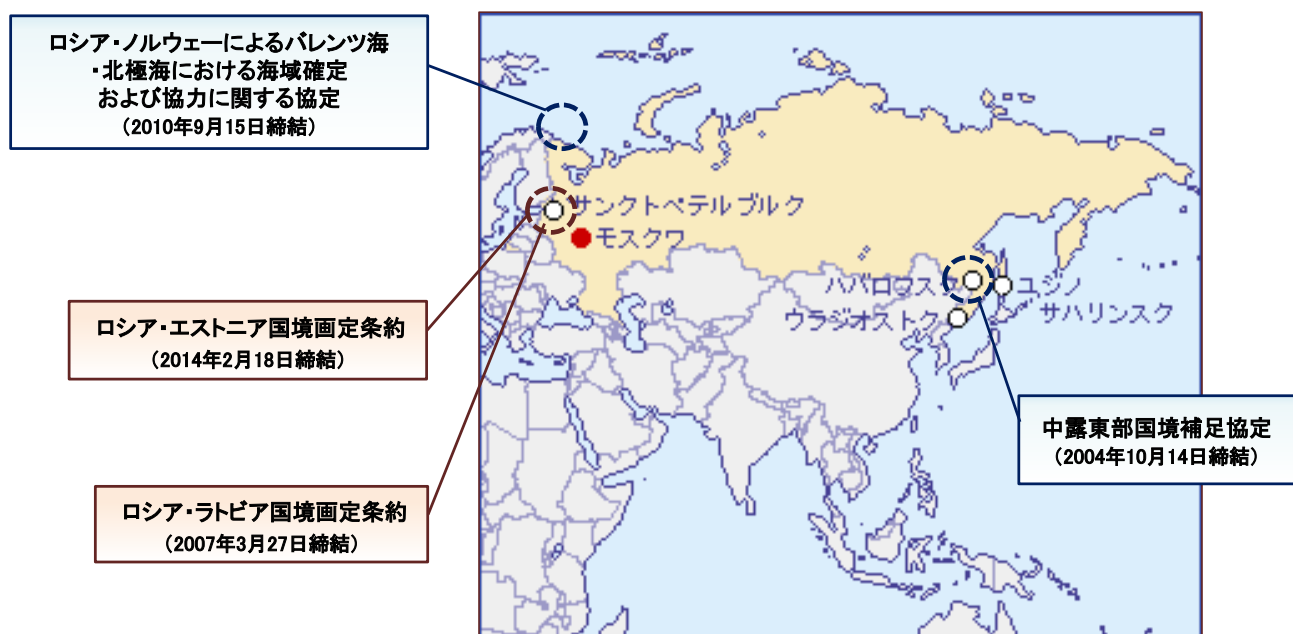 ロシア・ノルウェーによるバレンツ海
・北極海における海域確定
および協力に関する協定
(2010年9月15日締結)
サンクトペテルブルク
モスクワ
ロシア・エストニア国境画定条約
(2014年2月18日締結)
ハバロフスク
ユジノ
サハリンスク
ウラジオストク
中露東部国境補足協定
(2004年10月14日締結)
ロシア・ラトビア国境画定条約
(2007年3月27日締結)